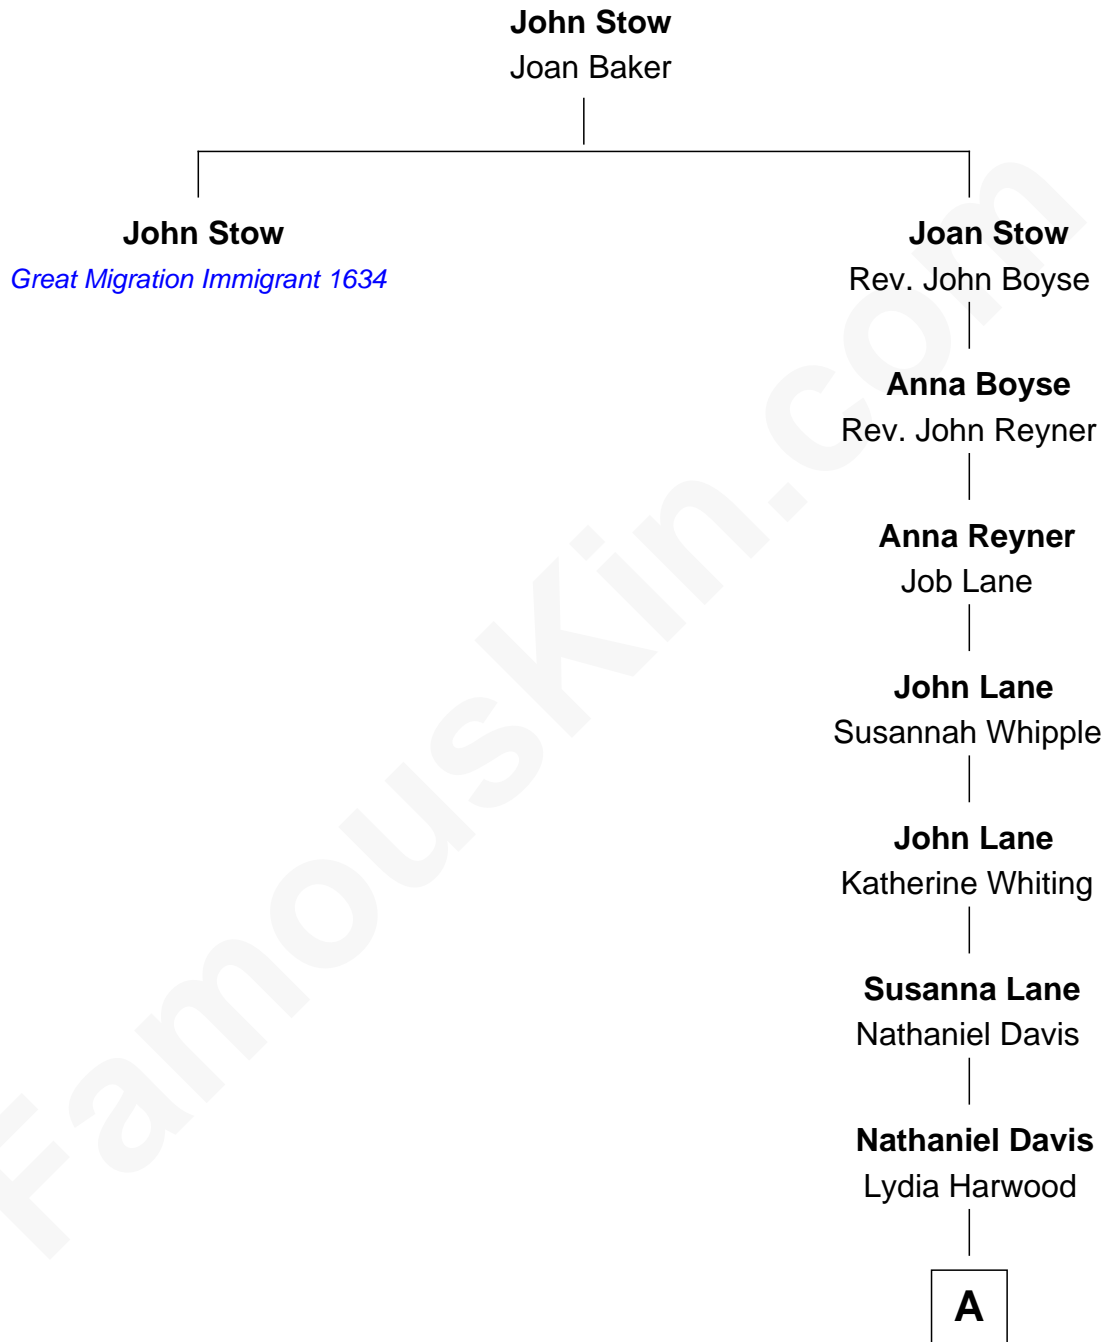 John Stow
Joan Baker
John Stow
Great Migration Immigrant 1634
Joan Stow
Rev. John Boyse
Anna Boyse
Rev. John Reyner
Anna Reyner
Job Lane
John Lane
Susannah Whipple
John Lane
Katherine Whiting
Susanna Lane
Nathaniel Davis
Nathaniel Davis
Lydia Harwood
A
FamousKin.com